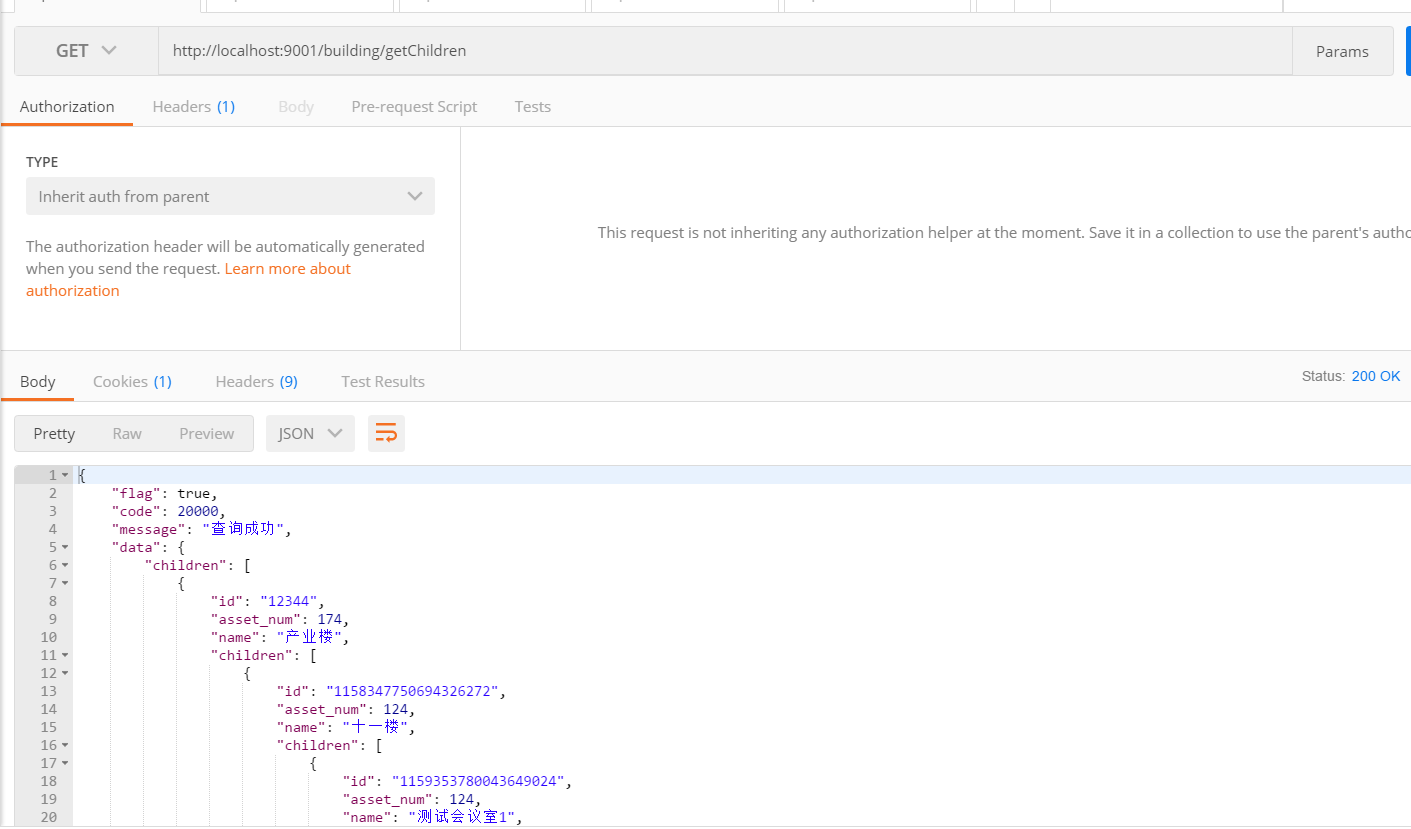 GET http://localhost:9001/building/getChildren Params
Authorization Headers (1) Body Pre-request Script Tests
TYPE
Inherit auth from parent
The authorization header will be automatically generated
when you send the request. Learn more about
authorization
This request is not inheriting any authorization helper at the moment. Save it in a collection to use the parent's autho
Body Cookies (1) Headers (9) Test Results Status: 200 OK
Pretty Raw Preview JSON
1 {
2 "flag": true,
3 "code": 20000,
4 "message": "查询成功",
5 "data": {
6 "children": [
7 {
8 "id": "12344",
9 "asset_num": 174,
10 "name": "产业楼",
11 "children": [
12 {
13 "id": "1158347750694326272",
14 "asset_num": 124,
15 "name": "十一楼",
16 "children": [
17 {
18 "id": "1159353780043649024",
19 "asset_num": 124,
20 "name": "测试会议室1",